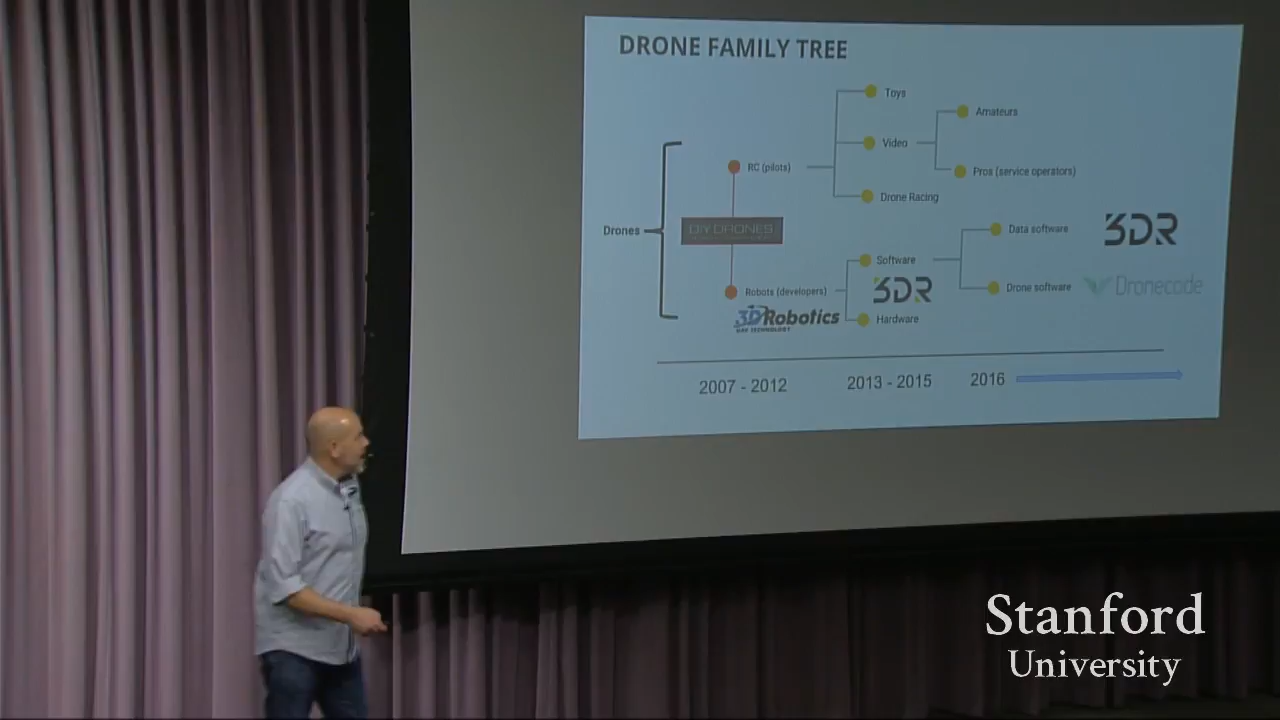 DRONE FAMILY TREE
Toys
Amateurs
Video
RC (pilots)
Pros (service operators)
Drone Racing
DIY DRONES
Drones
Data software
3DR
Software
Robots (developers)
3DR
Drone software
Dronecode
3DRobotics
Hardware
2007 - 2012
2013 - 2015
2016
Stanford
University